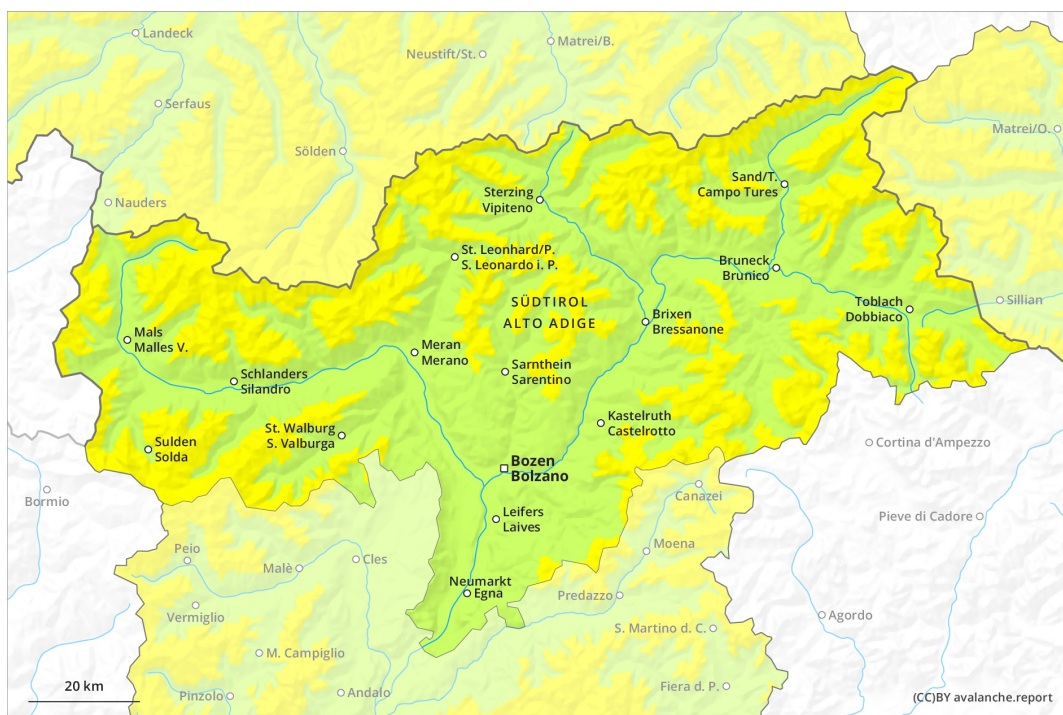 Landeck
Matrei/B.
Neustift/St.
Serfaus
Matrei/O.
Sölden
Sand/T.
Campo Tures
Sterzing
Vipiteno
Nauders
St. Leonhard/P.
S. Leonardo i. P.
Bruneck
Brunico
SÜDTIROL
ALTO ADIGE
Toblach
Dobbiaco
Sillian
Brixen
Bressanone
Mals
Malles V.
Meran
Merano
Schlanders
Silandro
Sarnthein
Sarentino
Kastelruth
Castelrotto
St. Walburg
S. Valburga
Sulden
Solda
Cortina d'Ampezzo
Bozen
Bolzano
Bormio
Canazei
Leifers
Laives
Pieve di Cadore
Peio
Moena
Cles
Malè
Neumarkt
Egna
Predazzo
Vermiglio
Agordo
S. Martino d. C.
M. Campiglio
20 km
Pinzolo
Andalo
Fiera d. P.
(CC)BY avalanche.report